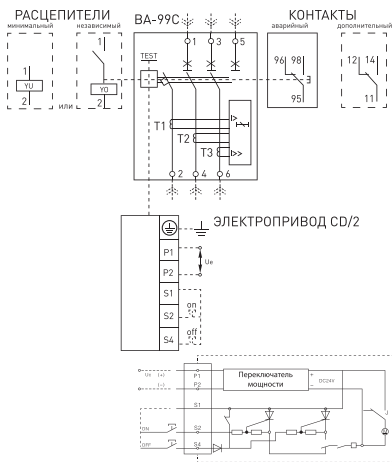 РАСЦЕПИТЕЛИ
ВА-99С
КОНТАКТЫ
минимальный
независимый
аварийный
дополнительный
1
1
1
3
5
TEST
96
98
12
14
YU
YO
2
или
2
95
11
T1
T2
T3
I>
I>>
2
4
6
ЭЛЕКТРОПРИВОД CD/2
P1
Ue
P2
S1
on
S2
off
S4
Un
(+)
P1
Переключатель
мощности
+
DC24V
(-)
P2
-
S1
ON
S2
OFF
S4